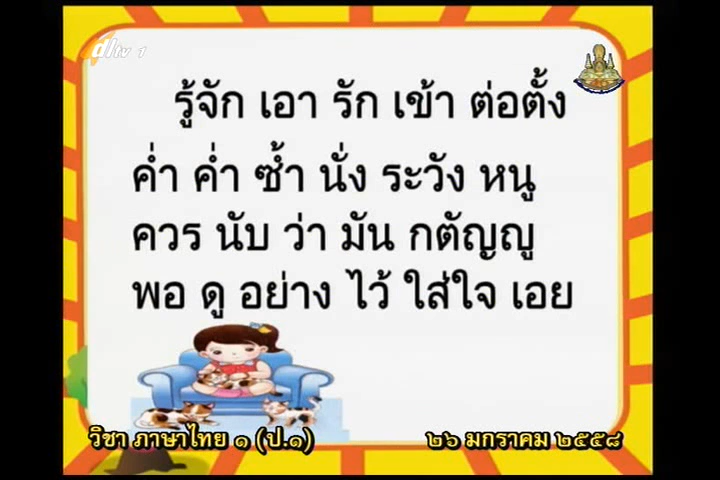 dltv 1
รู้จัก เอา รัก เข้า ต่อตั้ง
ค่ำ ค่ำ ซ้ำ นั่ง ระวัง หนู
ควร นับ ว่า มัน กตัญญู
พอ ดู อย่าง ไว้ ใส่ใจ เอย
วิชา ภาษาไทย ๑ (ป.๑)
๒๖ มกราคม ๒๕๕๘